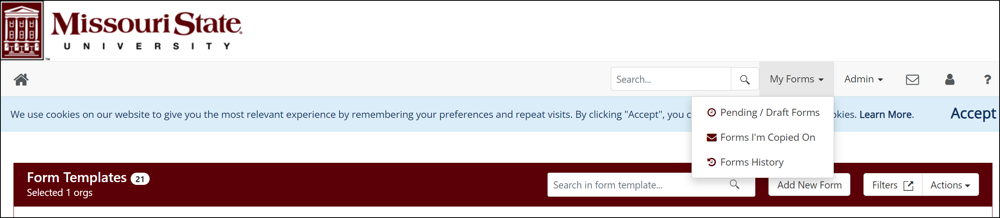 Missouri State
UNIVERSITY
TM
Search...
My Forms
Admin
?
We use cookies on our website to give you the most relevant experience by remembering your preferences and repeat visits. By clicking "Accept", you c
okies. Learn More.
Accept
Pending / Draft Forms
Forms I'm Copied On
Forms History
Form Templates 21
Selected 1 orgs
Search in form template...
Add New Form
Filters
Actions